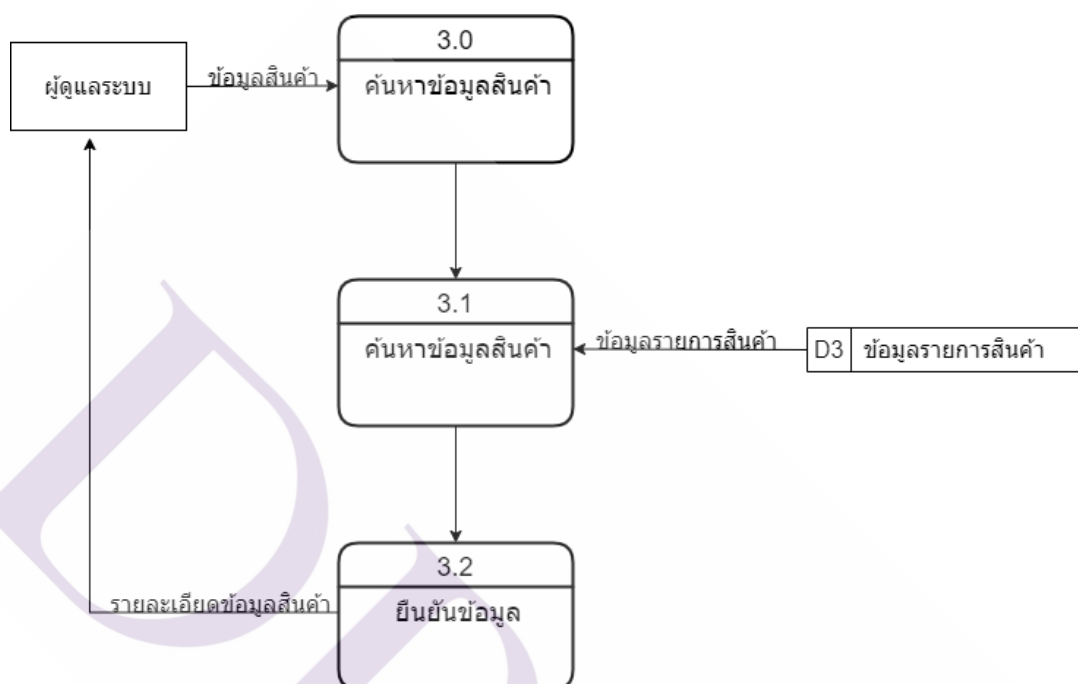 3.0
ผู้ดูแลระบบ
ข้อมูลสินค้า
ค้นหาข้อมูลสินค้า
3.1
ค้นหาข้อมูลสินค้า
ข้อมูลรายการสินค้า
D3 ข้อมูลรายการสินค้า
3.2
รายละเอียดข้อมูลสินค้า
ยืนยันข้อมูล